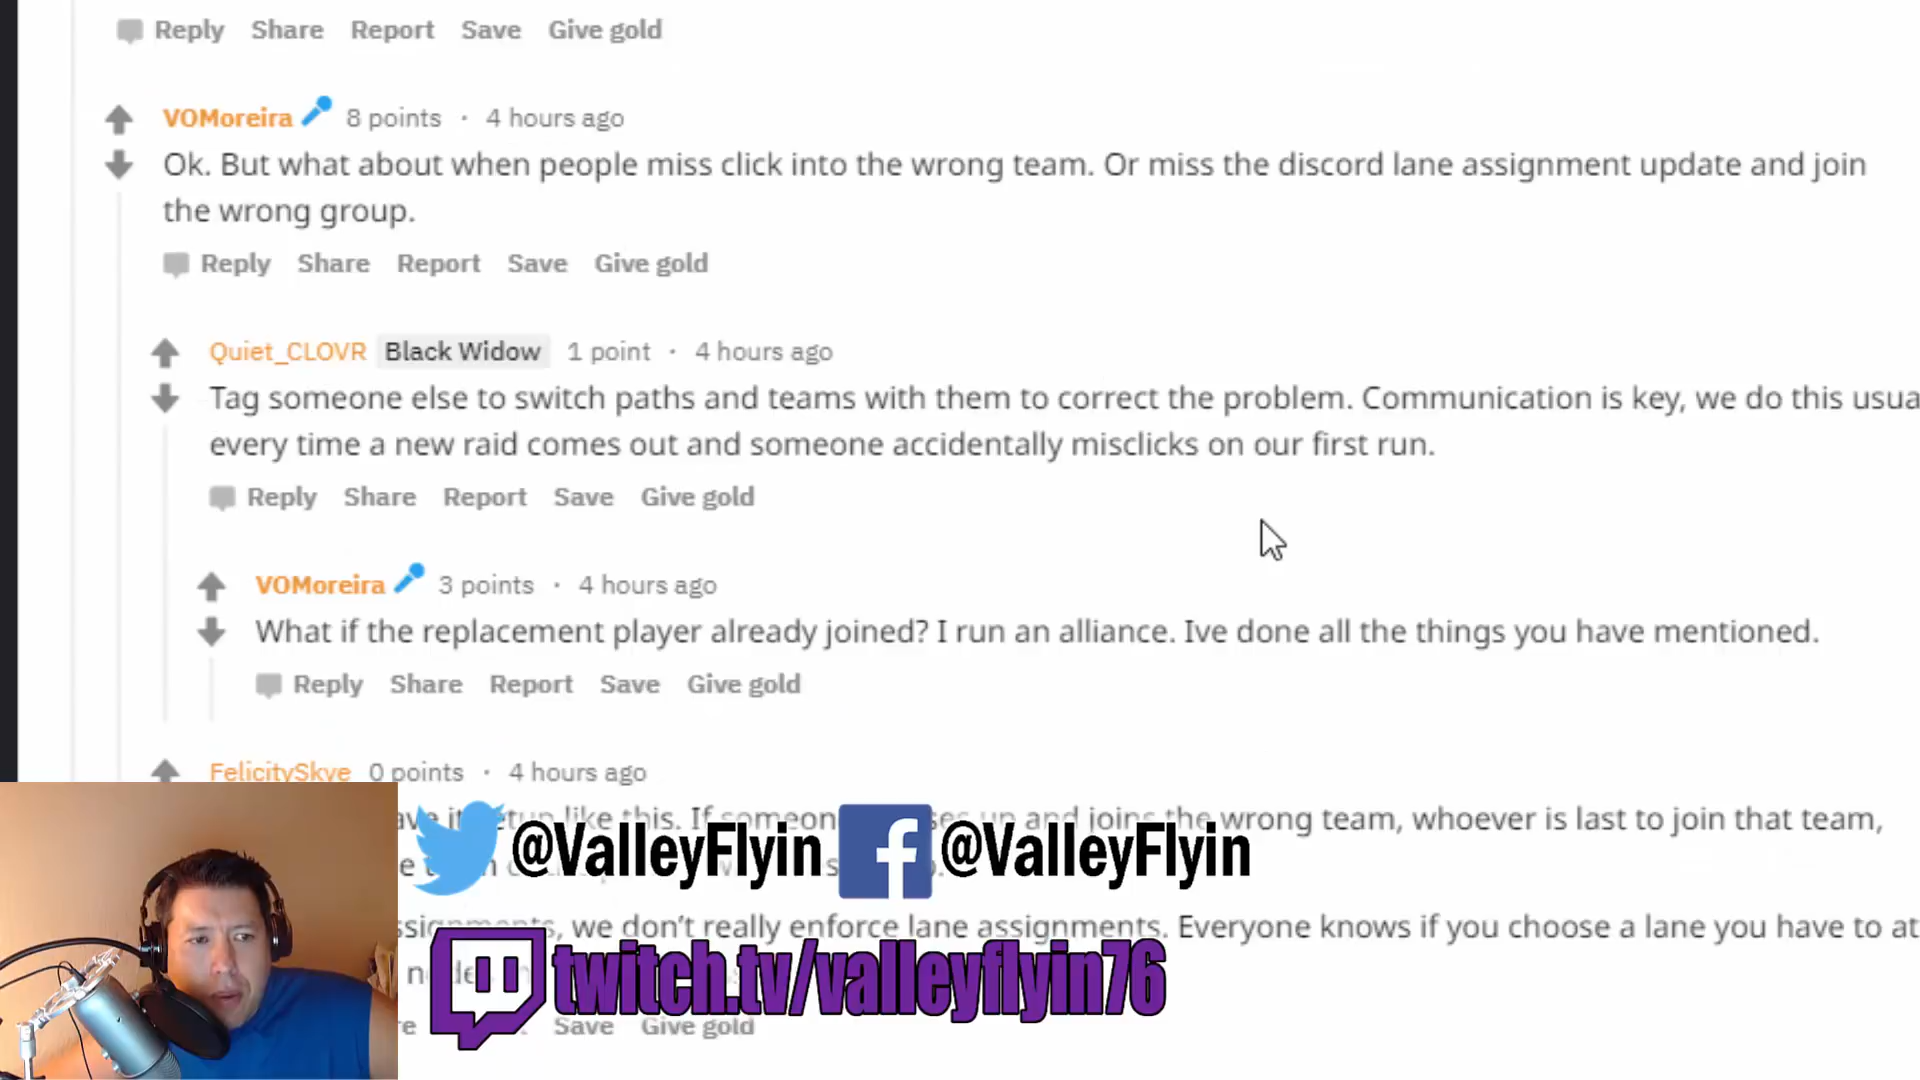 Reply Share Report Save Give gold
VOMoreira 8 points · 4 hours ago
Ok. But what about when people miss click into the wrong team. Or miss the discord lane assignment update and join
the wrong group.
Reply Share Report Save Give gold
Quiet_CLOVR Black Widow 1 point · 4 hours ago
Tag someone else to switch paths and teams with them to correct the problem. Communication is key, we do this usua
every time a new raid comes out and someone accidentally misclicks on our first run.
Reply Share Report Save Give gold
VOMoreira 3 points · 4 hours ago
What if the replacement player already joined? I run an alliance. Ive done all the things you have mentioned.
Reply Share Report Save Give gold
FelicitySkye 0 points · 4 hours ago
like this. If someon up and joins the wrong team, whoever is last to join that team,
@ValleyFlyin @ValleyFlyin
we don't really enforce lane assignments. Everyone knows if you choose a lane you have to at
twitch.tv/valleyflyin76
Save Give gold